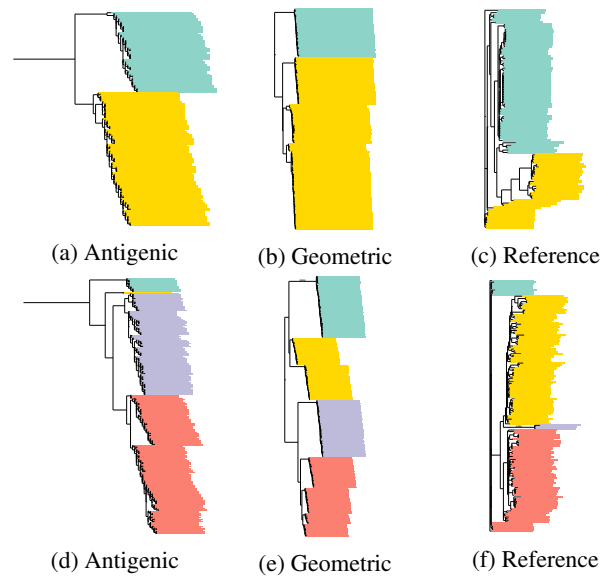 (a) Antigenic
(b) Geometric
(c) Reference
(d) Antigenic
(e) Geometric
(f) Reference